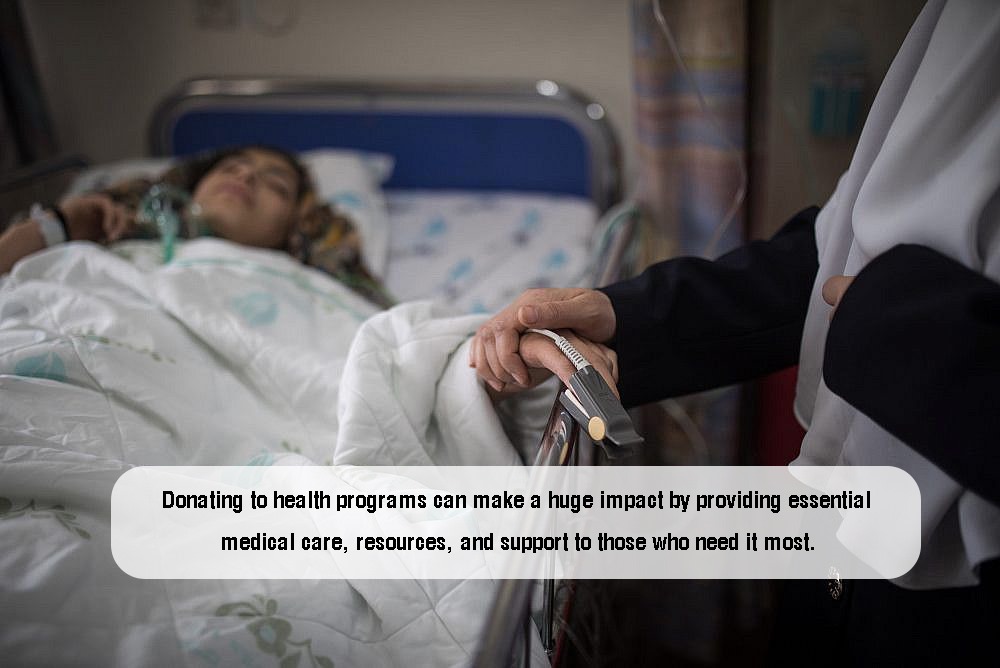 Donating to health programs can make a huge impact by providing essential
medical care, resources, and support to those who need it most.